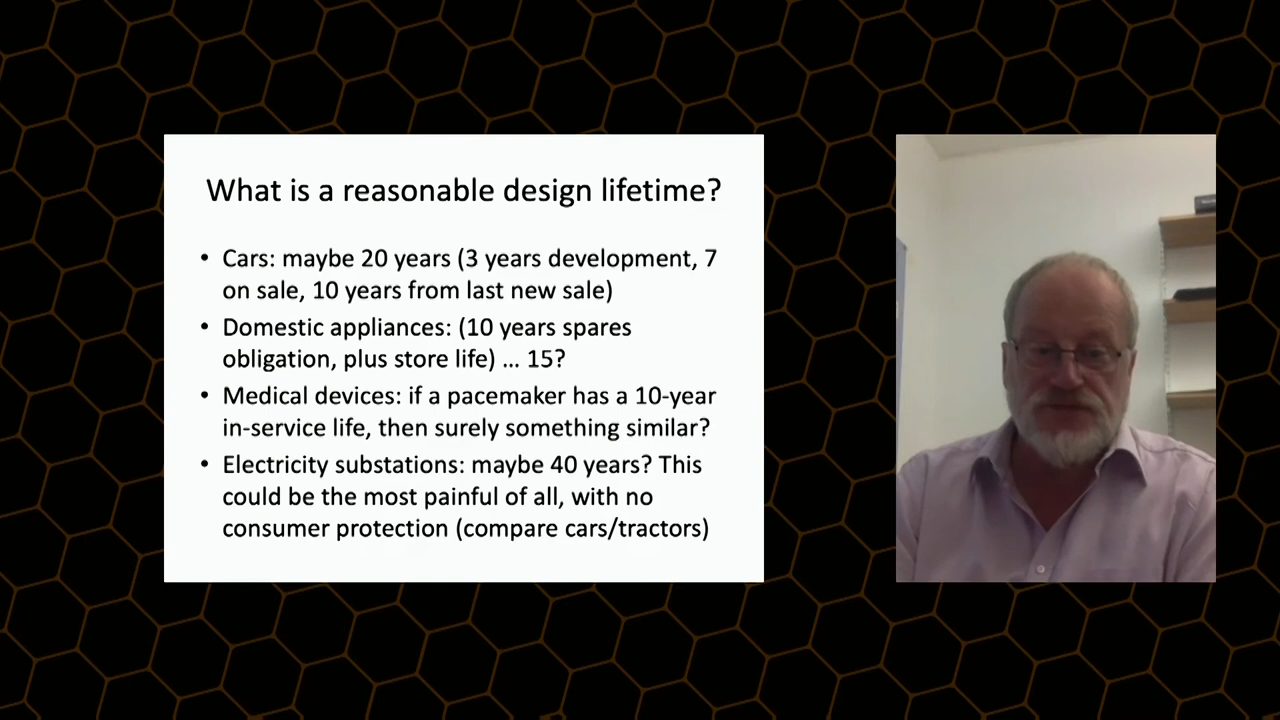 What is a reasonable design lifetime?
• Cars: maybe 20 years (3 years development, 7
on sale, 10 years from last new sale)
• Domestic appliances: (10 years spares
obligation, plus store life) … 15?
• Medical devices: if a pacemaker has a 10-year
in-service life, then surely something similar?
• Electricity substations: maybe 40 years? This
could be the most painful of all, with no
consumer protection (compare cars/tractors)